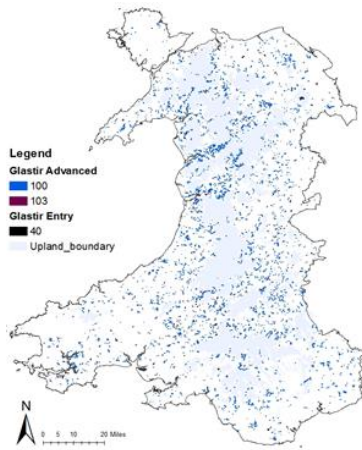 Legend
Glastir Advanced
100
103
Glastir Entry
40
Upland_boundary
N
0 5 10 20 Miles